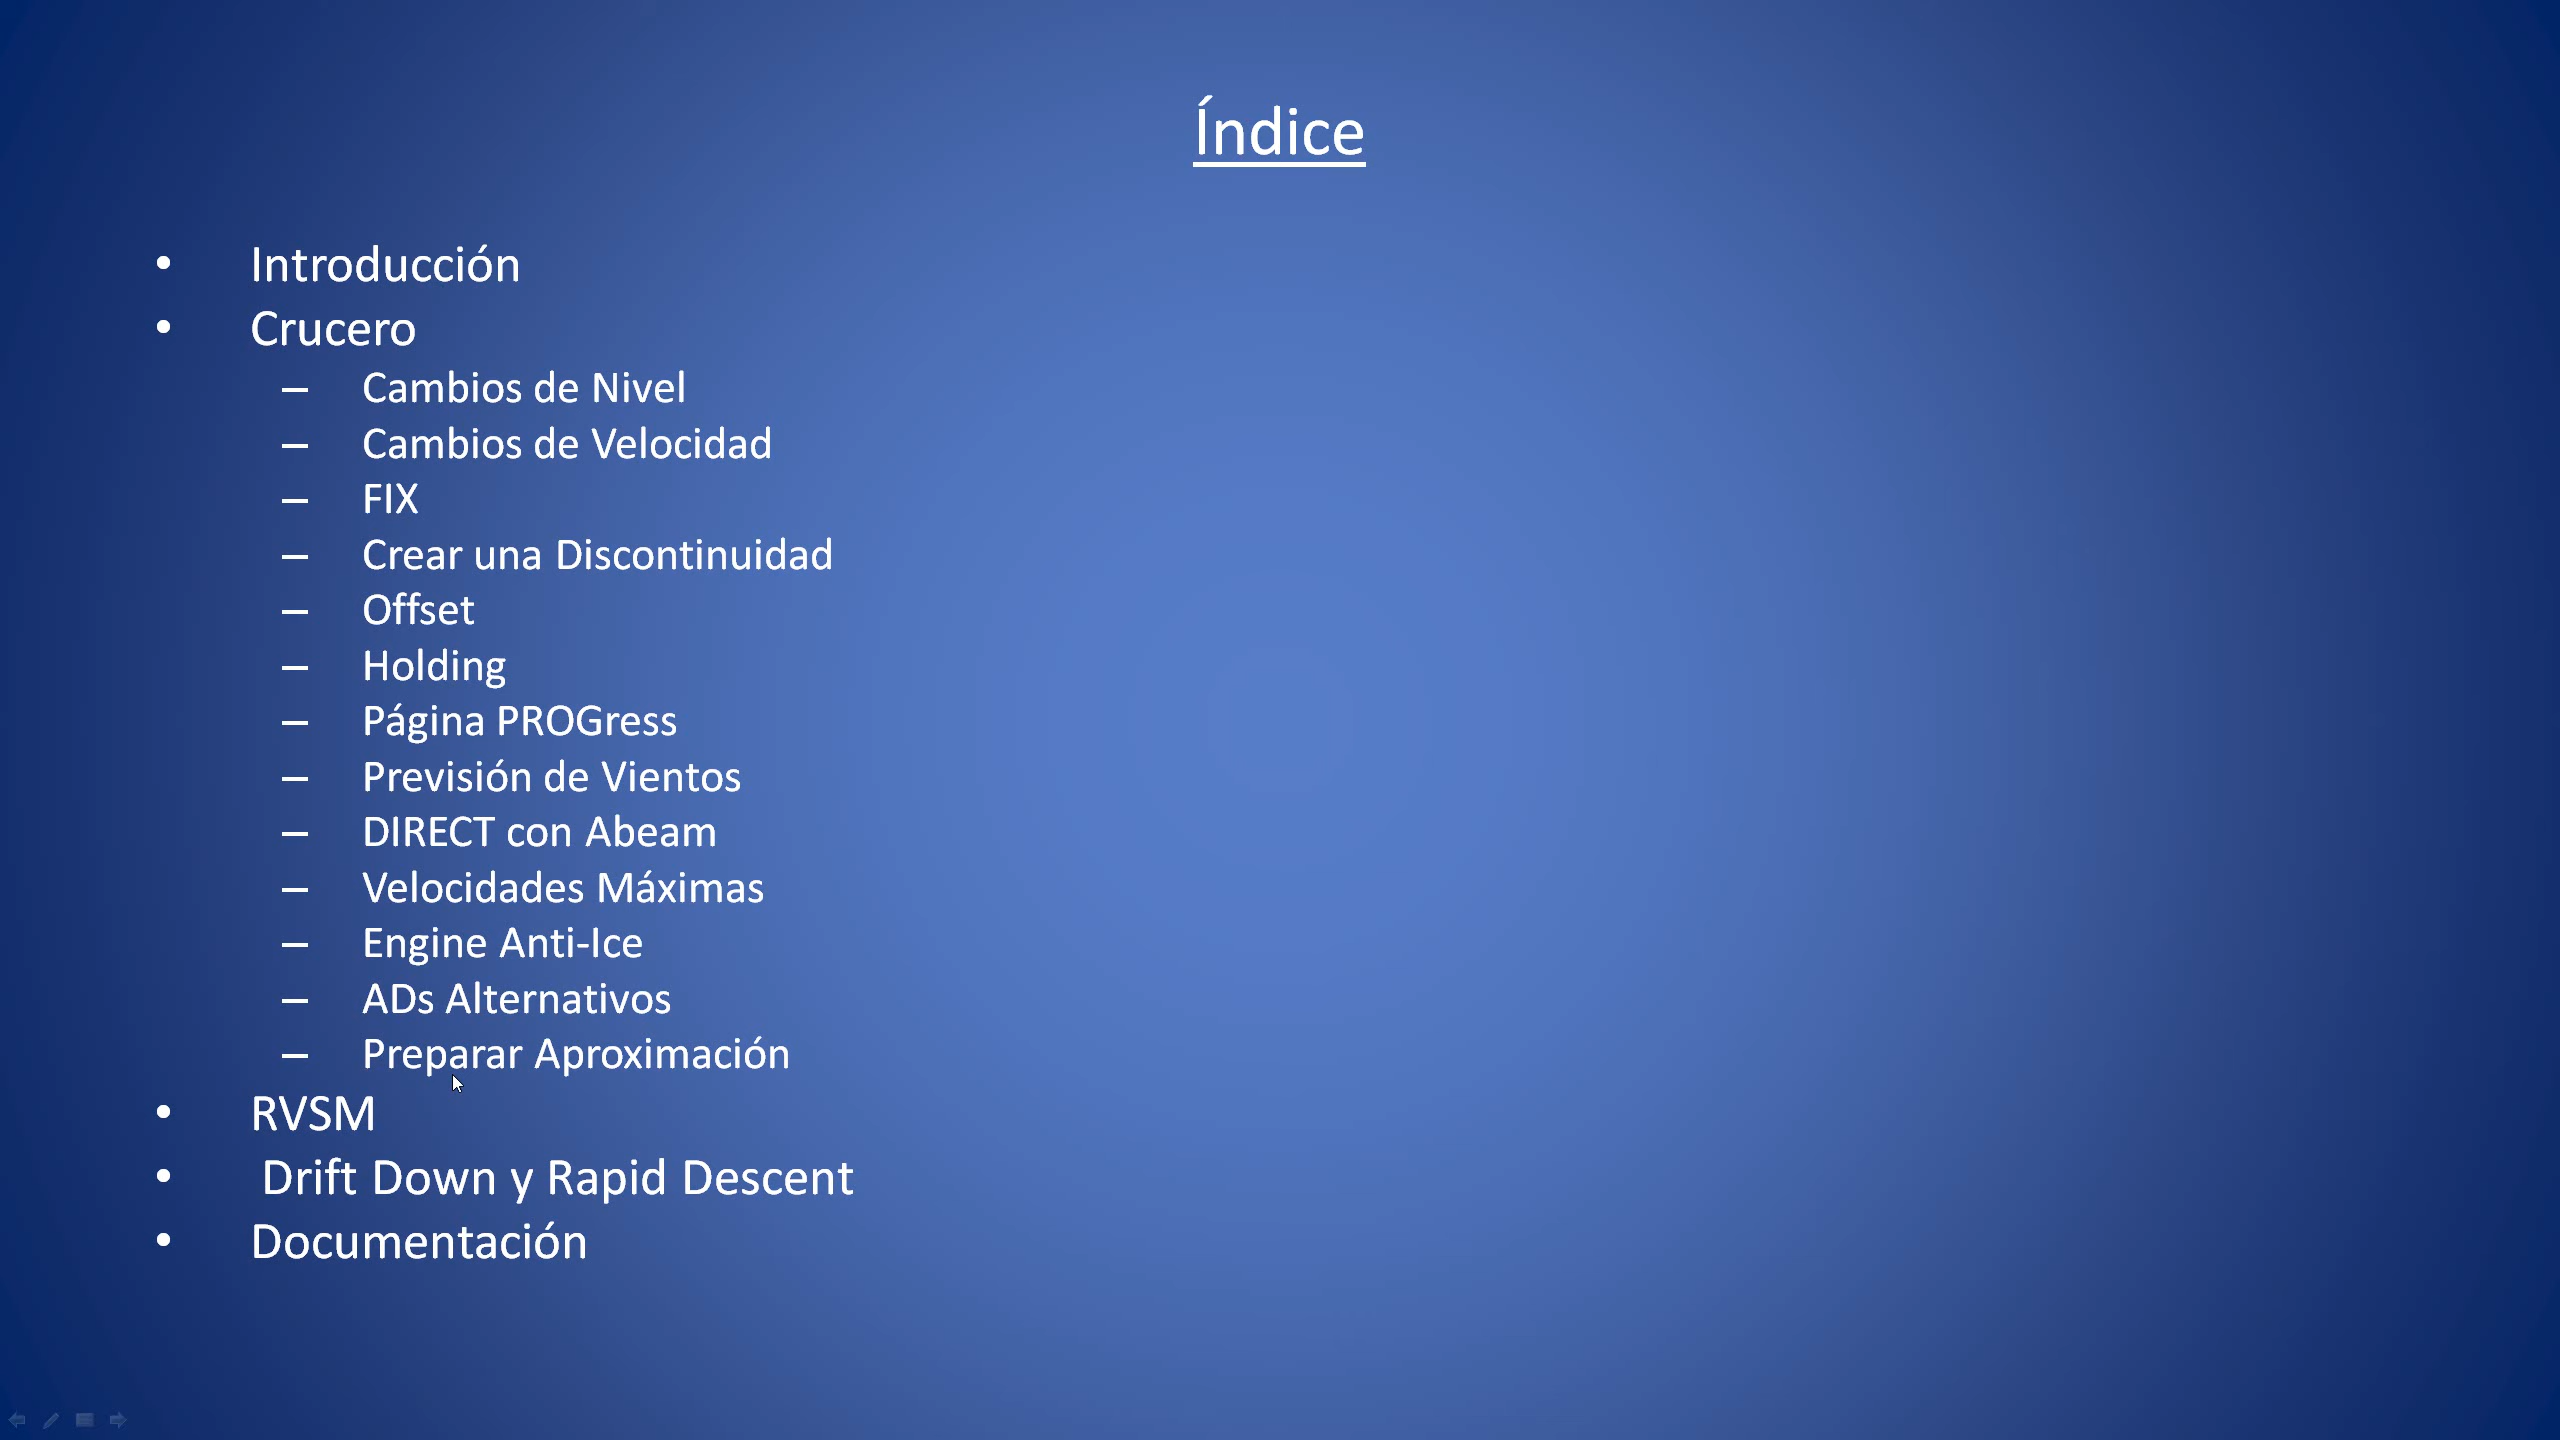 Índice
• Introducción
• Crucero
– Cambios de Nivel
– Cambios de Velocidad
– FIX
– Crear una Discontinuidad
– Offset
– Holding
– Página PROGress
– Previsión de Vientos
– DIRECT con Abeam
– Velocidades Máximas
– Engine Anti-Ice
– ADs Alternativos
– Preparar Aproximación
• RVSM
• Drift Down y Rapid Descent
• Documentación